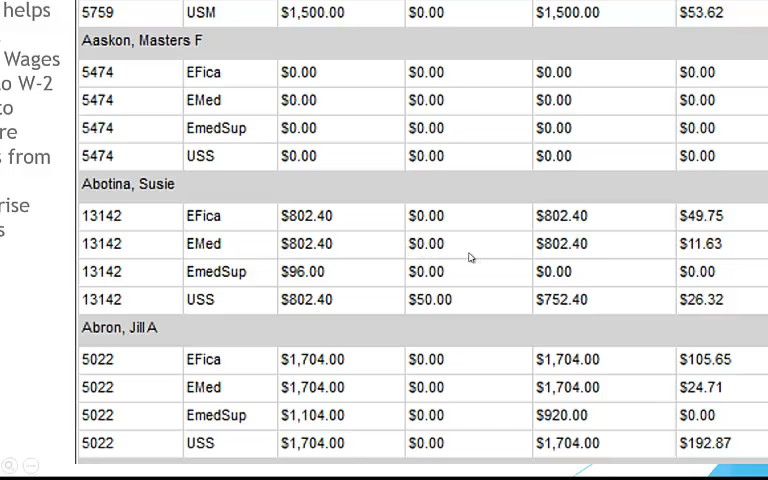 helps
Wages
o W-2
to
re
s from
rise
s
5759 USM $1,500.00 $0.00 $1,500.00 $53.62
Aaskon, Masters F
5474 EFica $0.00 $0.00 $0.00 $0.00
5474 EMed $0.00 $0.00 $0.00 $0.00
5474 EmedSup $0.00 $0.00 $0.00 $0.00
5474 USS $0.00 $0.00 $0.00 $0.00
Abotina, Susie
13142 EFica $802.40 $0.00 $802.40 $49.75
13142 EMed $802.40 $0.00 $802.40 $11.63
13142 EmedSup $96.00 $0.00 $0.00 $0.00
13142 USS $802.40 $50.00 $752.40 $26.32
Abron, Jill A
5022 EFica $1,704.00 $0.00 $1,704.00 $105.65
5022 EMed $1,704.00 $0.00 $1,704.00 $24.71
5022 EmedSup $1,104.00 $0.00 $920.00 $0.00
5022 USS $1,704.00 $0.00 $1,704.00 $192.87